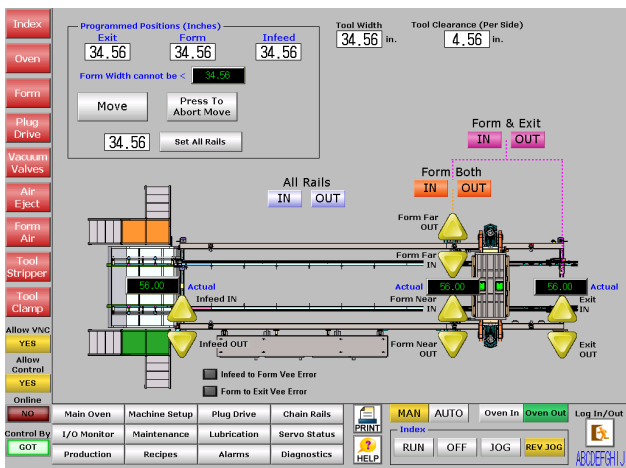 Index
Oven
Form
Plug
Drive
Vacuum
Valves
Air
Eject
Form
Air
Tool
Stripper
Tool
Clamp
Allow VNC
YES
Allow
Control
YES
Online
NO
Control By
GOT
Programmed Positions (Inches)
Exit Form Infeed
34.56 34.56 34.56
Form Width cannot be < 34.56
Move
Press To
Abort Move
34.56 Set All Rails
Tool Width
34.56 in.
Tool Clearance (Per Side)
4.56 in.
Form & Exit
IN OUT
Form Both
IN OUT
All Rails
IN OUT
Form Far
OUT
Form Far
IN
56.00 Actual
Actual 56.00
56.00 Actual
Infeed IN
Form Near
IN
Exit
IN
Infeed OUT
Form Near
OUT
Exit
OUT
Infeed to Form Vee Error
Form to Exit Vee Error
Main Oven Machine Setup Plug Drive Chain Rails
I/O Monitor Maintenance Lubrication Servo Status
Production Recipes Alarms Diagnostics
PRINT
?
HELP
MAN AUTO
Oven In Oven Out
Log In/Out
Index
RUN OFF JOG REV JOG
ABCDEFGHIJ